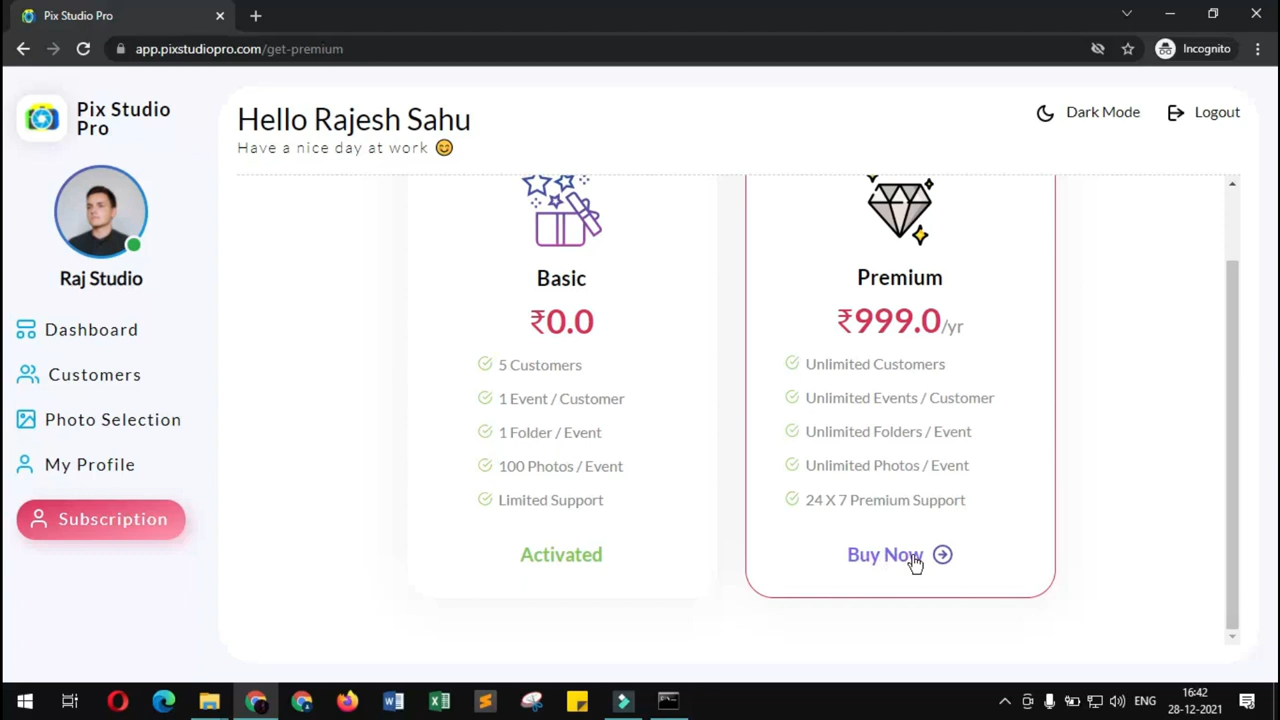 Pix Studio Pro
app.pixstudiopro.com/get-premium
Incognito
Pix Studio
Pro
Hello Rajesh Sahu
Have a nice day at work 😊
Dark Mode
Logout
Raj Studio
Dashboard
Customers
Photo Selection
My Profile
Subscription
Basic
₹0.0
5 Customers
1 Event / Customer
1 Folder / Event
100 Photos / Event
Limited Support
Activated
Premium
₹999.0/yr
Unlimited Customers
Unlimited Events / Customer
Unlimited Folders / Event
Unlimited Photos / Event
24 X 7 Premium Support
Buy Now
ENG
16:42
28-12-2021